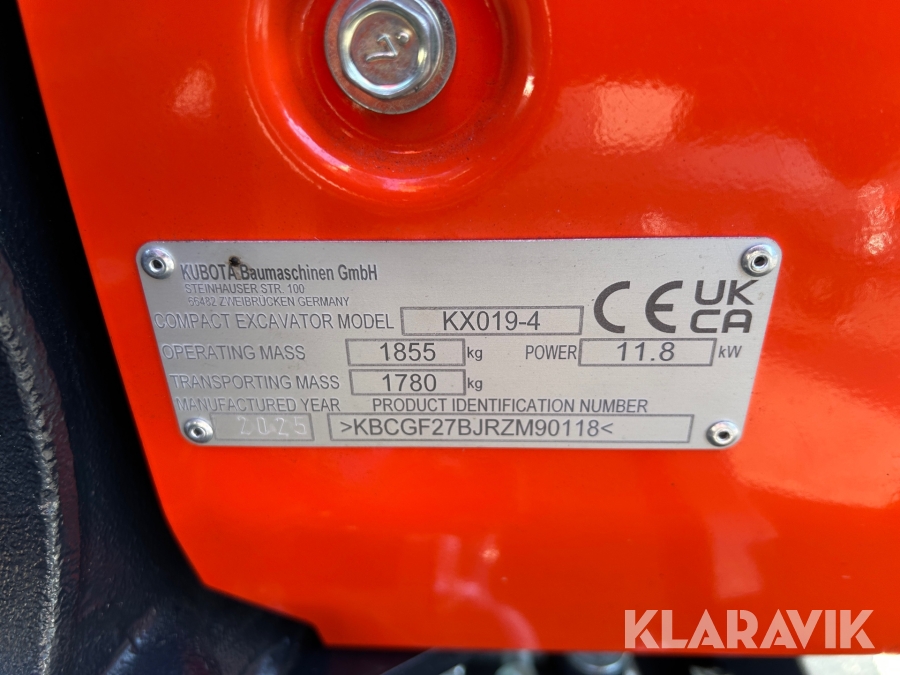 KUBOTA Baumaschinen GmbH
STEINHAUSER STR. 100
66482 ZWEIBRÜCKEN GERMANY
COMPACT EXCAVATOR MODEL KX019-4
OPERATING MASS 1855 kg POWER 11.8 kW
TRANSPORTING MASS 1780 kg
MANUFACTURED YEAR PRODUCT IDENTIFICATION NUMBER
2025 >KBCGF27BJRZM90118<
CE UK
CA
KLARAVIK